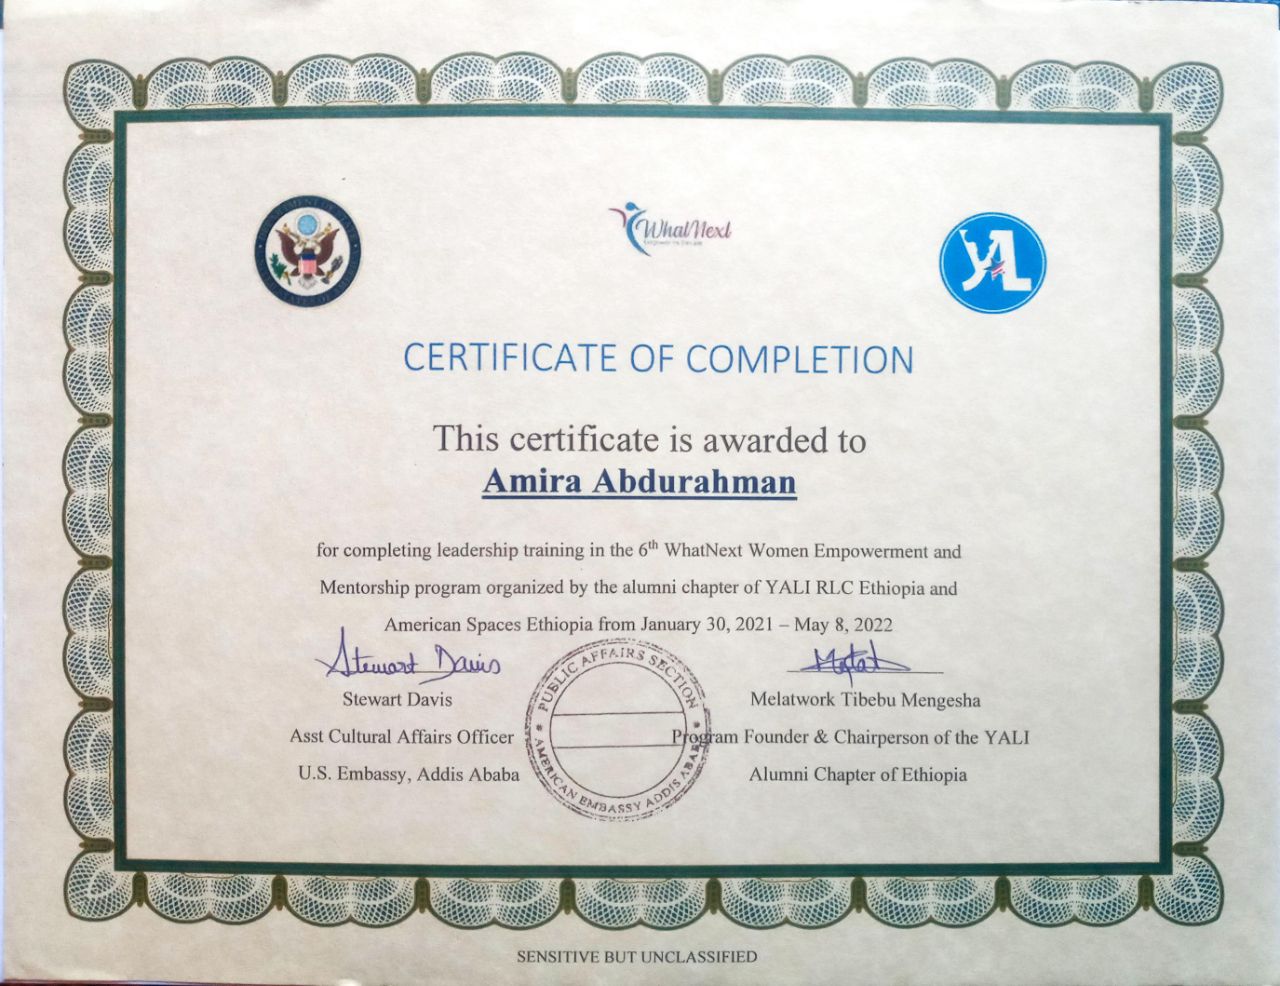 WhatNext
YAL
CERTIFICATE OF COMPLETION
This certificate is awarded to
Amira Abdurahman
for completing leadership training in the 6th WhatNext Women Empowerment and
Mentorship program organized by the alumni chapter of YALI RLC Ethiopia and
American Spaces Ethiopia from January 30, 2021 – May 8, 2022
Stewart Davis
Stewart Davis
Asst Cultural Affairs Officer
U.S. Embassy, Addis Ababa
PUBLIC AFFAIRS SECTION
* AMERICAN EMBASSY ADDIS ABABA *
Melatwork Tibebu Mengesha
Program Founder & Chairperson of the YALI
Alumni Chapter of Ethiopia
SENSITIVE BUT UNCLASSIFIED